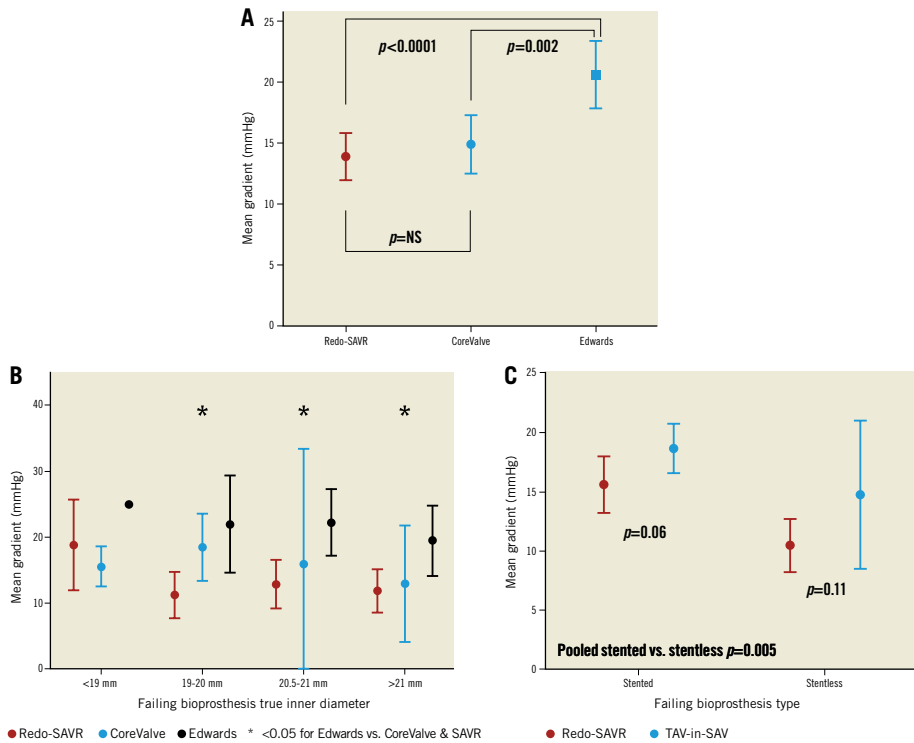 A
p<0.0001
p=0.002
p=NS
Mean gradient (mmHg)
25
20
15
10
5
0
Redo-SAVR CoreValve Edwards
B
* * *
Mean gradient (mmHg)
40
30
20
10
0
<19 mm 19-20 mm 20.5-21 mm >21 mm
Failing bioprosthesis true inner diameter
Redo-SAVR CoreValve Edwards * <0.05 for Edwards vs. CoreValve & SAVR
C
Mean gradient (mmHg)
25
20
15
10
5
0
p=0.06
p=0.11
Pooled stented vs. stentless p=0.005
Stented Stentless
Failing bioprosthesis type
Redo-SAVR TAV-in-SAV